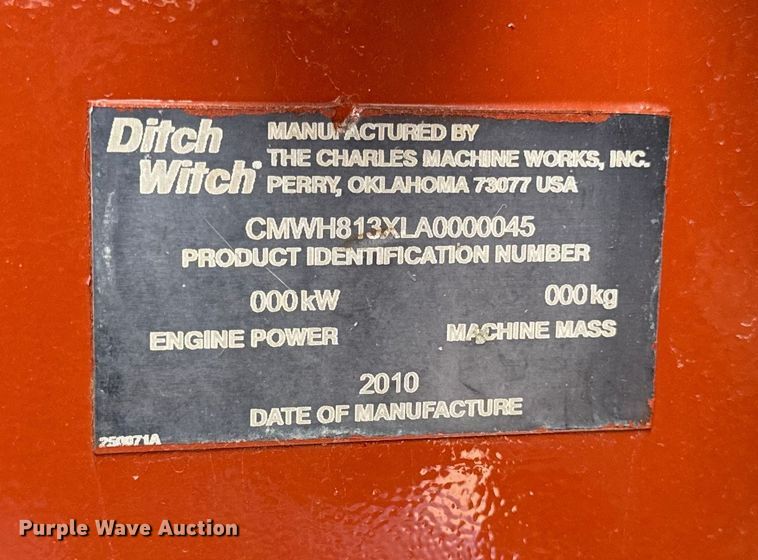 Ditch
Witch®
MANUFACTURED BY
THE CHARLES MACHINE WORKS, INC.
PERRY, OKLAHOMA 73077 USA
CMWH813XLA0000045
PRODUCT IDENTIFICATION NUMBER
000 kW 000 kg
ENGINE POWER MACHINE MASS
2010
DATE OF MANUFACTURE
250071A
Purple Wave Auction